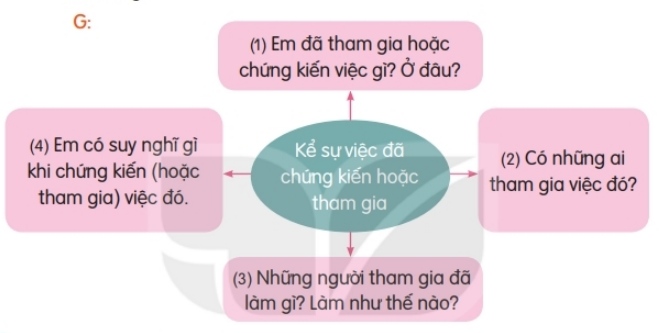 G:
(1) Em đã tham gia hoặc
chứng kiến việc gì? Ở đâu?
(4) Em có suy nghĩ gì
khi chứng kiến (hoặc
tham gia) việc đó.
Kể sự việc đã
chứng kiến hoặc
tham gia
(2) Có những ai
tham gia việc đó?
(3) Những người tham gia đã
làm gì? Làm như thế nào?